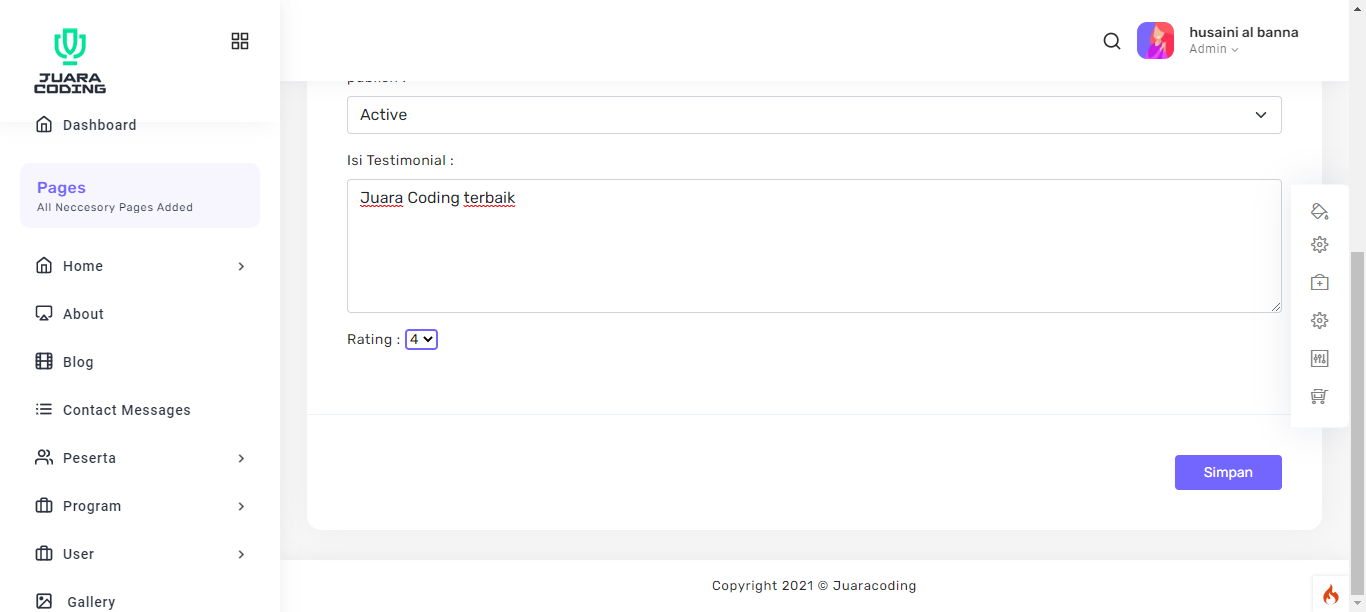 JUARA
CODING
husaini al banna
Admin
Dashboard
Pages
All Neccesory Pages Added
Home
About
Blog
Contact Messages
Peserta
Program
User
Gallery
Active
Isi Testimonial :
Juara Coding terbaik
Rating : 4
Simpan
Copyright 2021 © Juaracoding